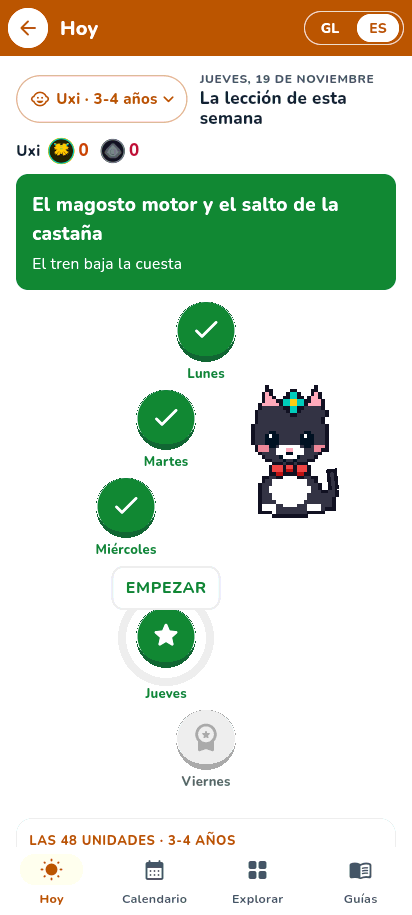 Hoy
GL
ES
Uxi · 3-4 años
JUEVES, 19 DE NOVIEMBRE
La lección de esta
semana
Uxi
0
0
El magosto motor y el salto de la
castaña
El tren baja la cuesta
Lunes
Martes
Miércoles
EMPEZAR
Jueves
Viernes
LAS 48 UNIDADES · 3-4 AÑOS
Hoy
Calendario
Explorar
Guías